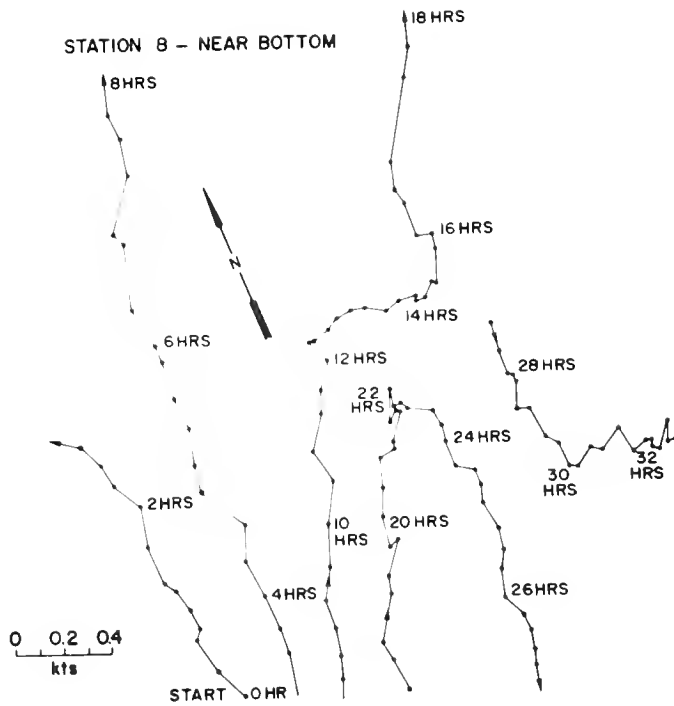 18 HRS
STATION 8 – NEAR BOTTOM
8 HRS
N
16 HRS
14 HRS
6 HRS
12 HRS
28 HRS
22
HRS
24 HRS
30
HRS
32
HRS
2 HRS
10
HRS
20 HRS
4 HRS
26 HRS
0 0.2 0.4
kts
START 0 HR